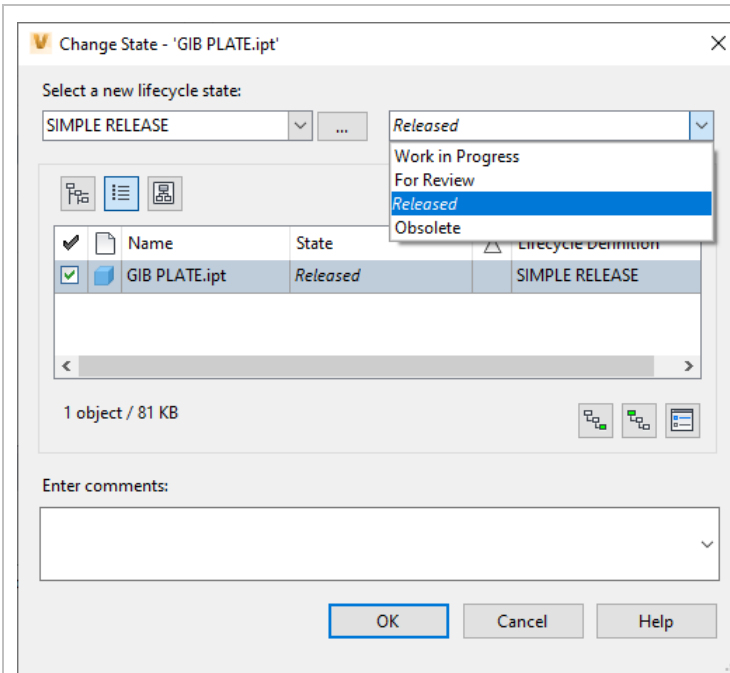 Change State - 'GIB PLATE.ipt'
Select a new lifecycle state:
SIMPLE RELEASE ... Released
Work in Progress
For Review
Released
Obsolete
Name State Lifecycle Definition
GIB PLATE.ipt Released SIMPLE RELEASE
1 object / 81 KB
Enter comments:
OK Cancel Help